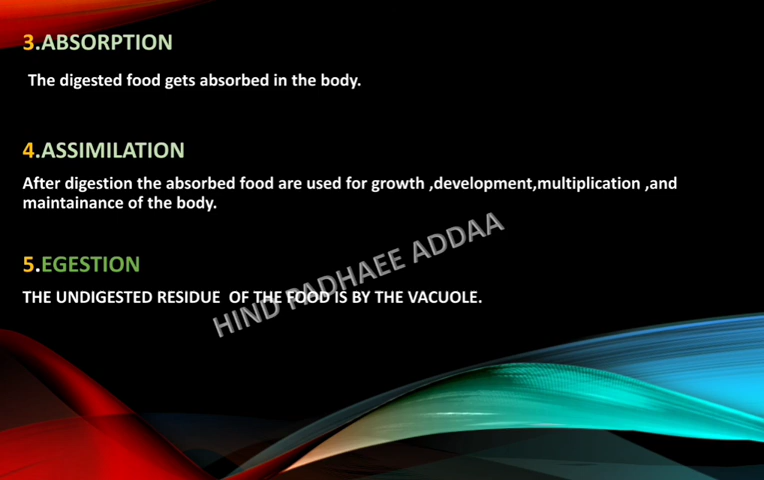 3.ABSORPTION
The digested food gets absorbed in the body.
4.ASSIMILATION
After digestion the absorbed food are used for growth ,development,multiplication ,and
maintainance of the body.
5.EGESTION
THE UNDIGESTED RESIDUE OF THE FOOD IS BY THE VACUOLE.
HIND PADHAEE ADDAA